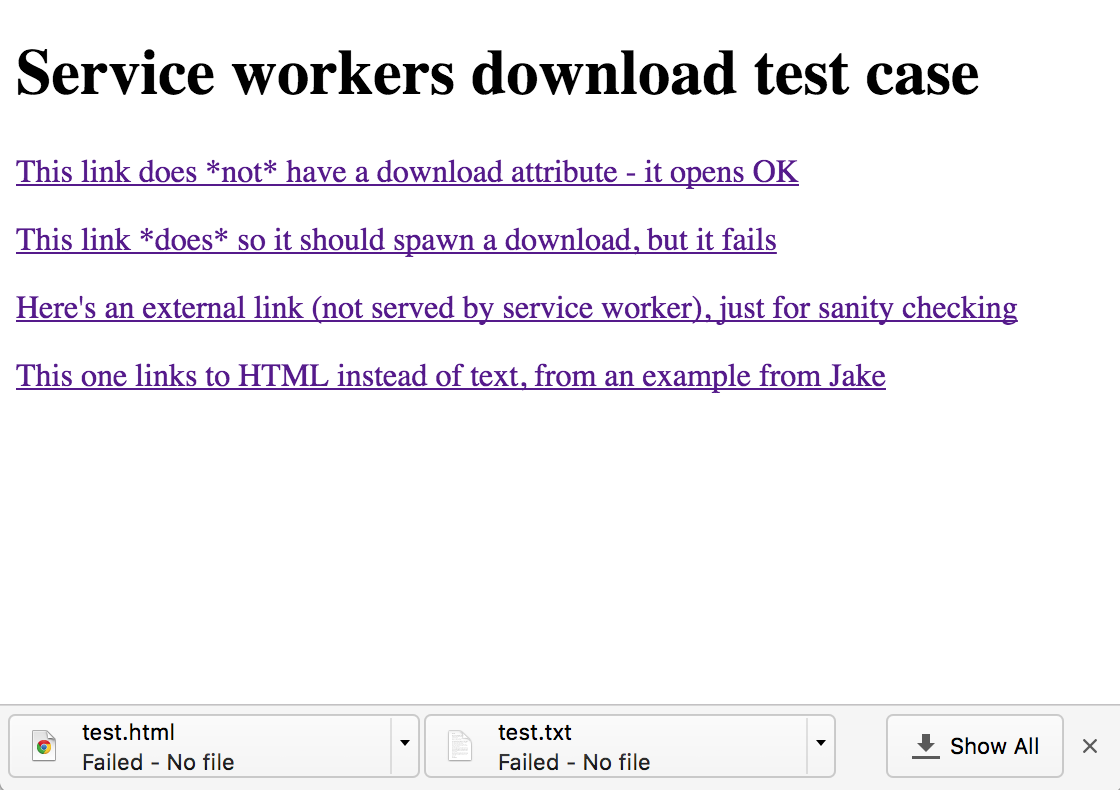 Service workers download test case
This link does *not* have a download attribute - it opens OK
This link *does* so it should spawn a download, but it fails
Here's an external link (not served by service worker), just for sanity checking
This one links to HTML instead of text, from an example from Jake
test.html
Failed - No file
test.txt
Failed - No file
Show All